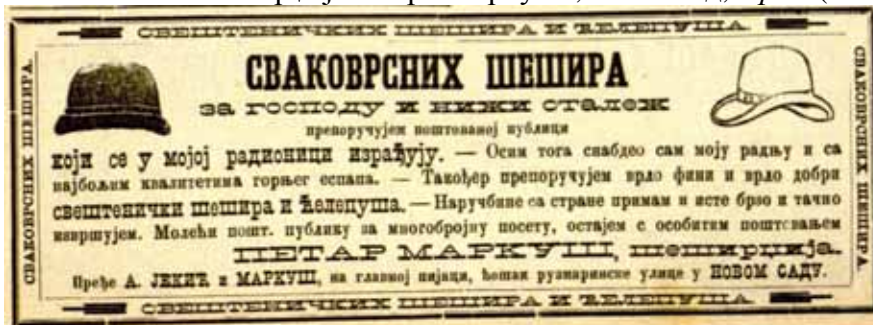 СВЕШТЕНИЧКИХ ШЕШИРА И ЋЕЛЕПУША.
СВАКОВРСНИХ ШЕШИРА.
СВАКОВРСНИХ ШЕШИРА
за господу и нижи сталеж
препоручујем поштованој публици
који се у мојој радионици израђују. — Осим тога снабдео сам моју радњу и са
најбољим квалитетима горњег еспапа. — Такођер препоручујем врло фини и врло добри
свештенички шешира и ћелепуша. — Наручбине са стране примам и исте брзо и тачно
извршујем. Молећи пошт. публику за многобројну посету, остајем с особитим поштовањем
ПЕТАР МАРКУШ, шеширџија.
Пређе А. ЈЕКИЋ и МАРКУШ, на главној пијаци, ћошак рузмаринске улице у НОВОМ САДУ.
СВАКОВРСНИХ ШЕШИРА.
СВЕШТЕНИЧКИХ ШЕШИРА И ЋЕЛЕПУША.